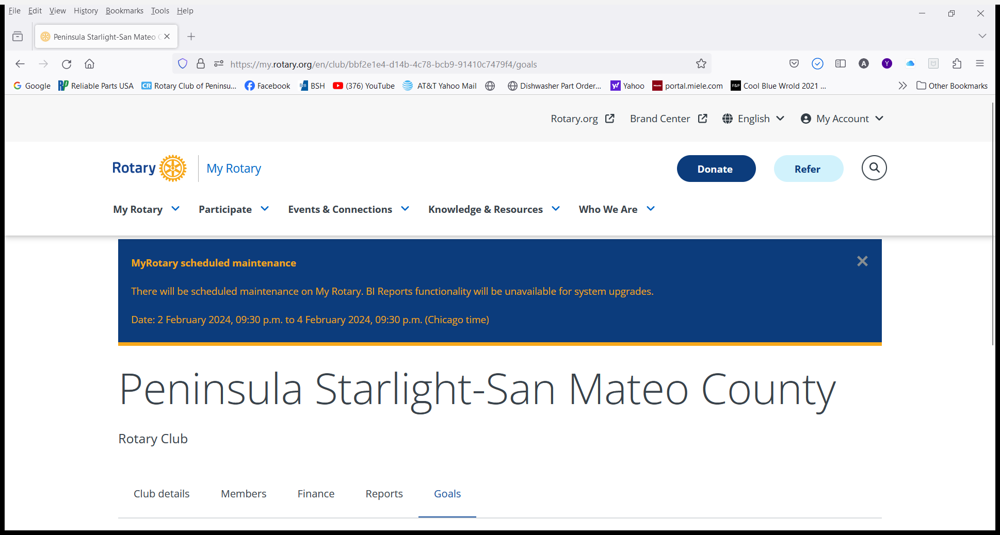 File Edit View History Bookmarks Tools Help
Peninsula Starlight-San Mateo
https://my.rotary.org/en/club/bbf2e1e4-d14b-4c78-bcb9-91410c7479f4/goals
A Y
G Google Reliable Parts USA CR Rotary Club of Peninsu... Facebook B2B BSH (376) YouTube AT&T Yahoo Mail Dishwasher Part Order... y! Yahoo Miele portal.miele.com F&P Cool Blue Wrold 2021 ... Other Bookmarks
Rotary.org Brand Center English My Account
Rotary My Rotary Donate Refer
My Rotary Participate Events & Connections Knowledge & Resources Who We Are
MyRotary scheduled maintenance
There will be scheduled maintenance on My Rotary. BI Reports functionality will be unavailable for system upgrades.
Date: 2 February 2024, 09:30 p.m. to 4 February 2024, 09:30 p.m. (Chicago time)
Peninsula Starlight-San Mateo County
Rotary Club
Club details Members Finance Reports Goals